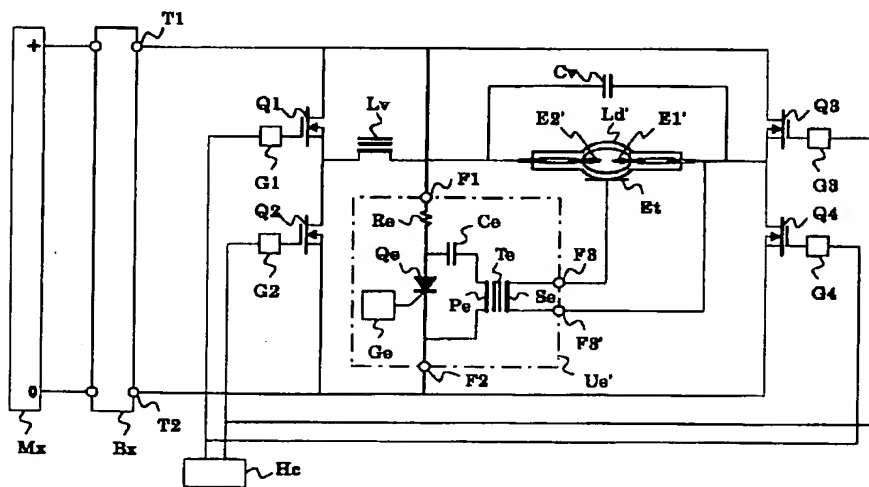 T1
+
Cv
Q1
Lv
E2'
Ld'
E1'
Q3
G1
F1
Et
G3
Q2
Re
Ce
Q4
Qe
Te
F3
G2
Pe
Se
G4
Ge
F3'
0
F2
Ue'
T2
Mx
Bx
Hc